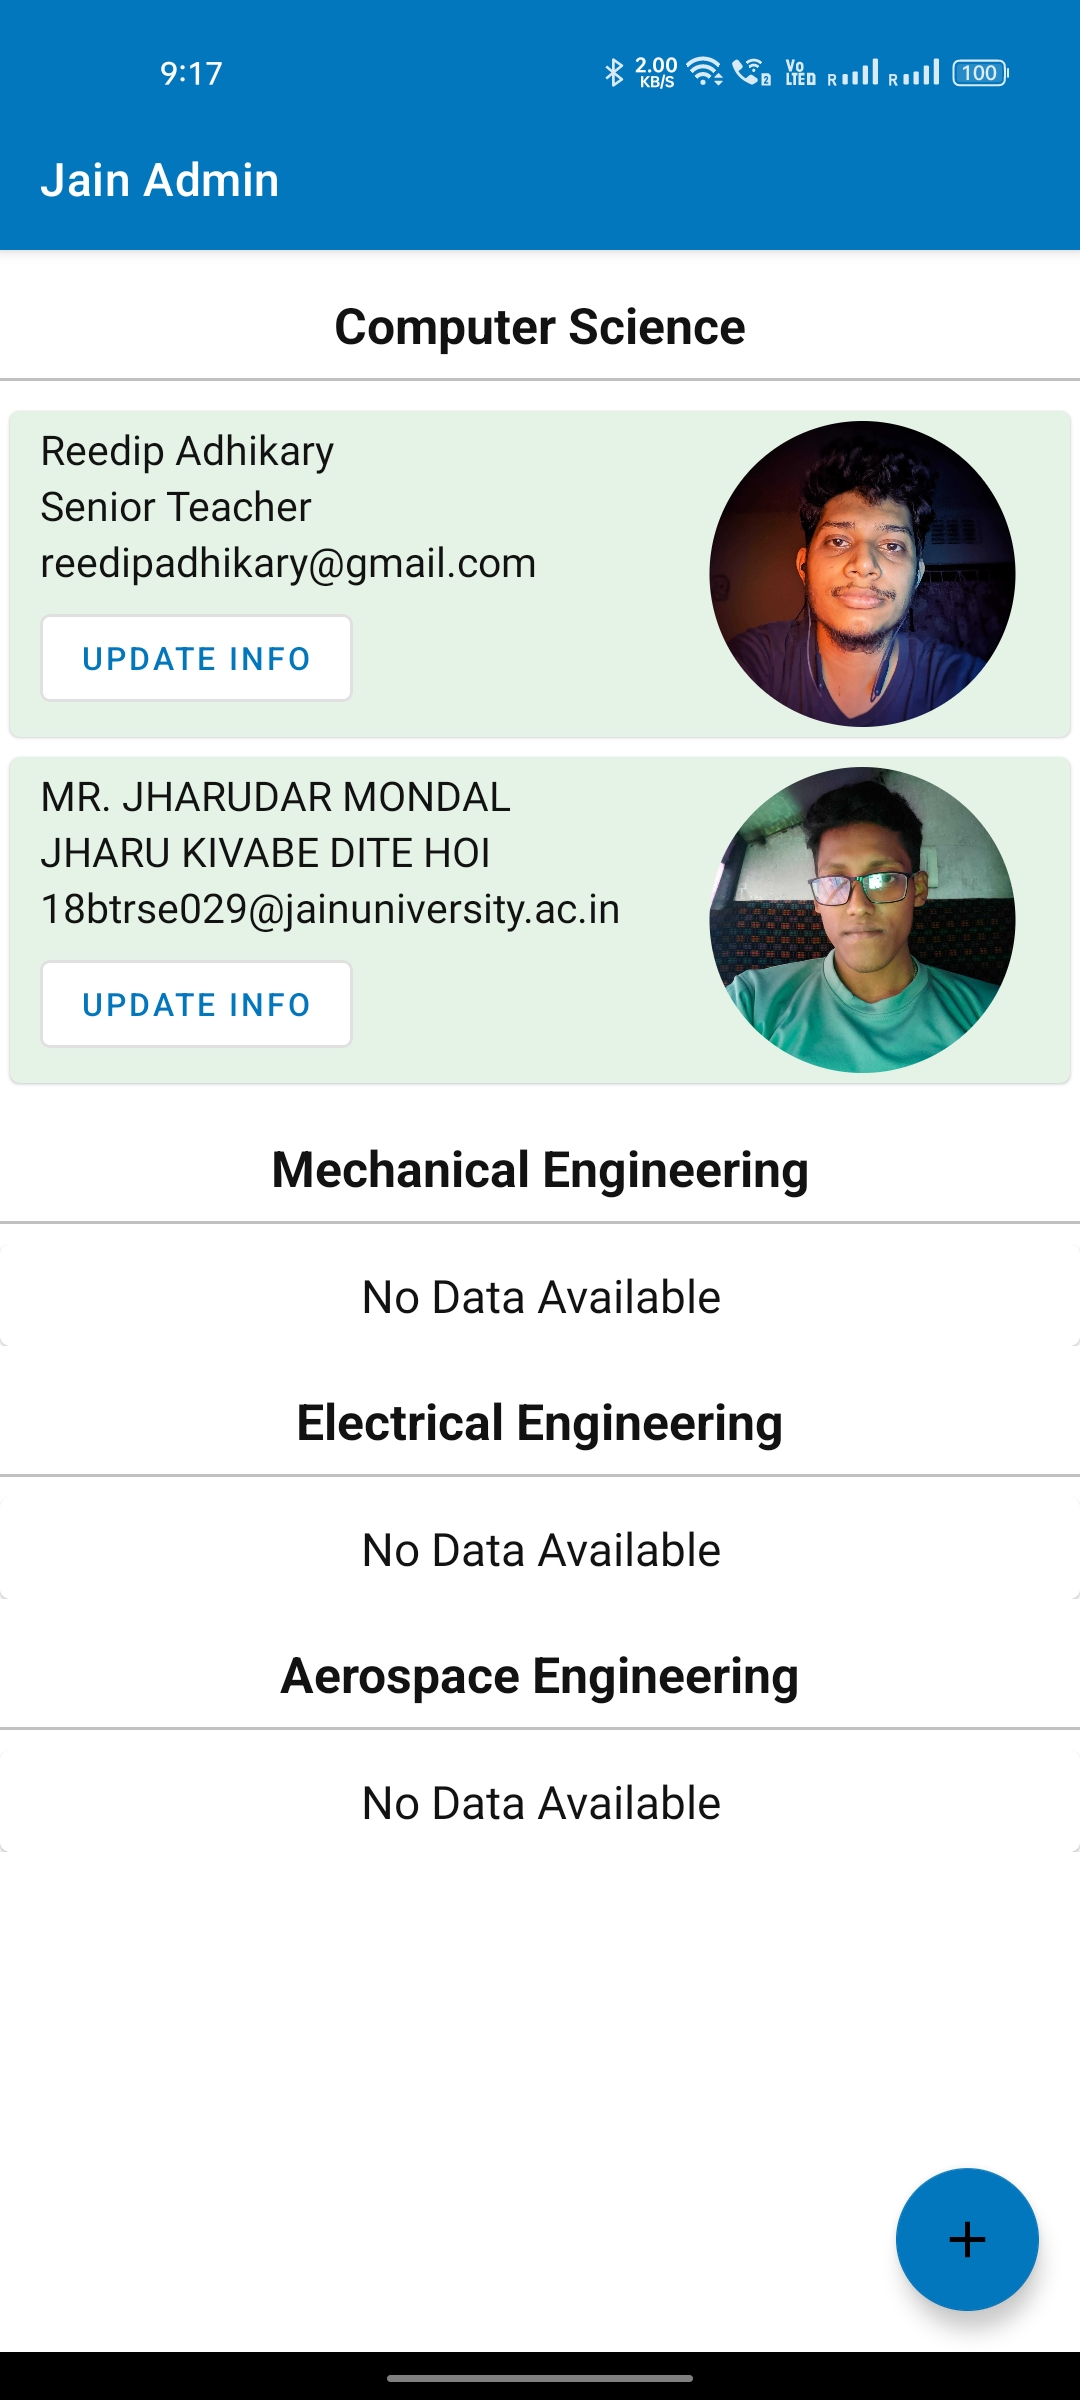 9:17
2.00
KB/S
2
Vo
LTED
R
R
100
Jain Admin
Computer Science
Reedip Adhikary
Senior Teacher
reedipadhikary@gmail.com
UPDATE INFO
MR. JHARUDAR MONDAL
JHARU KIVABE DITE HOI
18btrse029@jainuniversity.ac.in
UPDATE INFO
Mechanical Engineering
No Data Available
Electrical Engineering
No Data Available
Aerospace Engineering
No Data Available